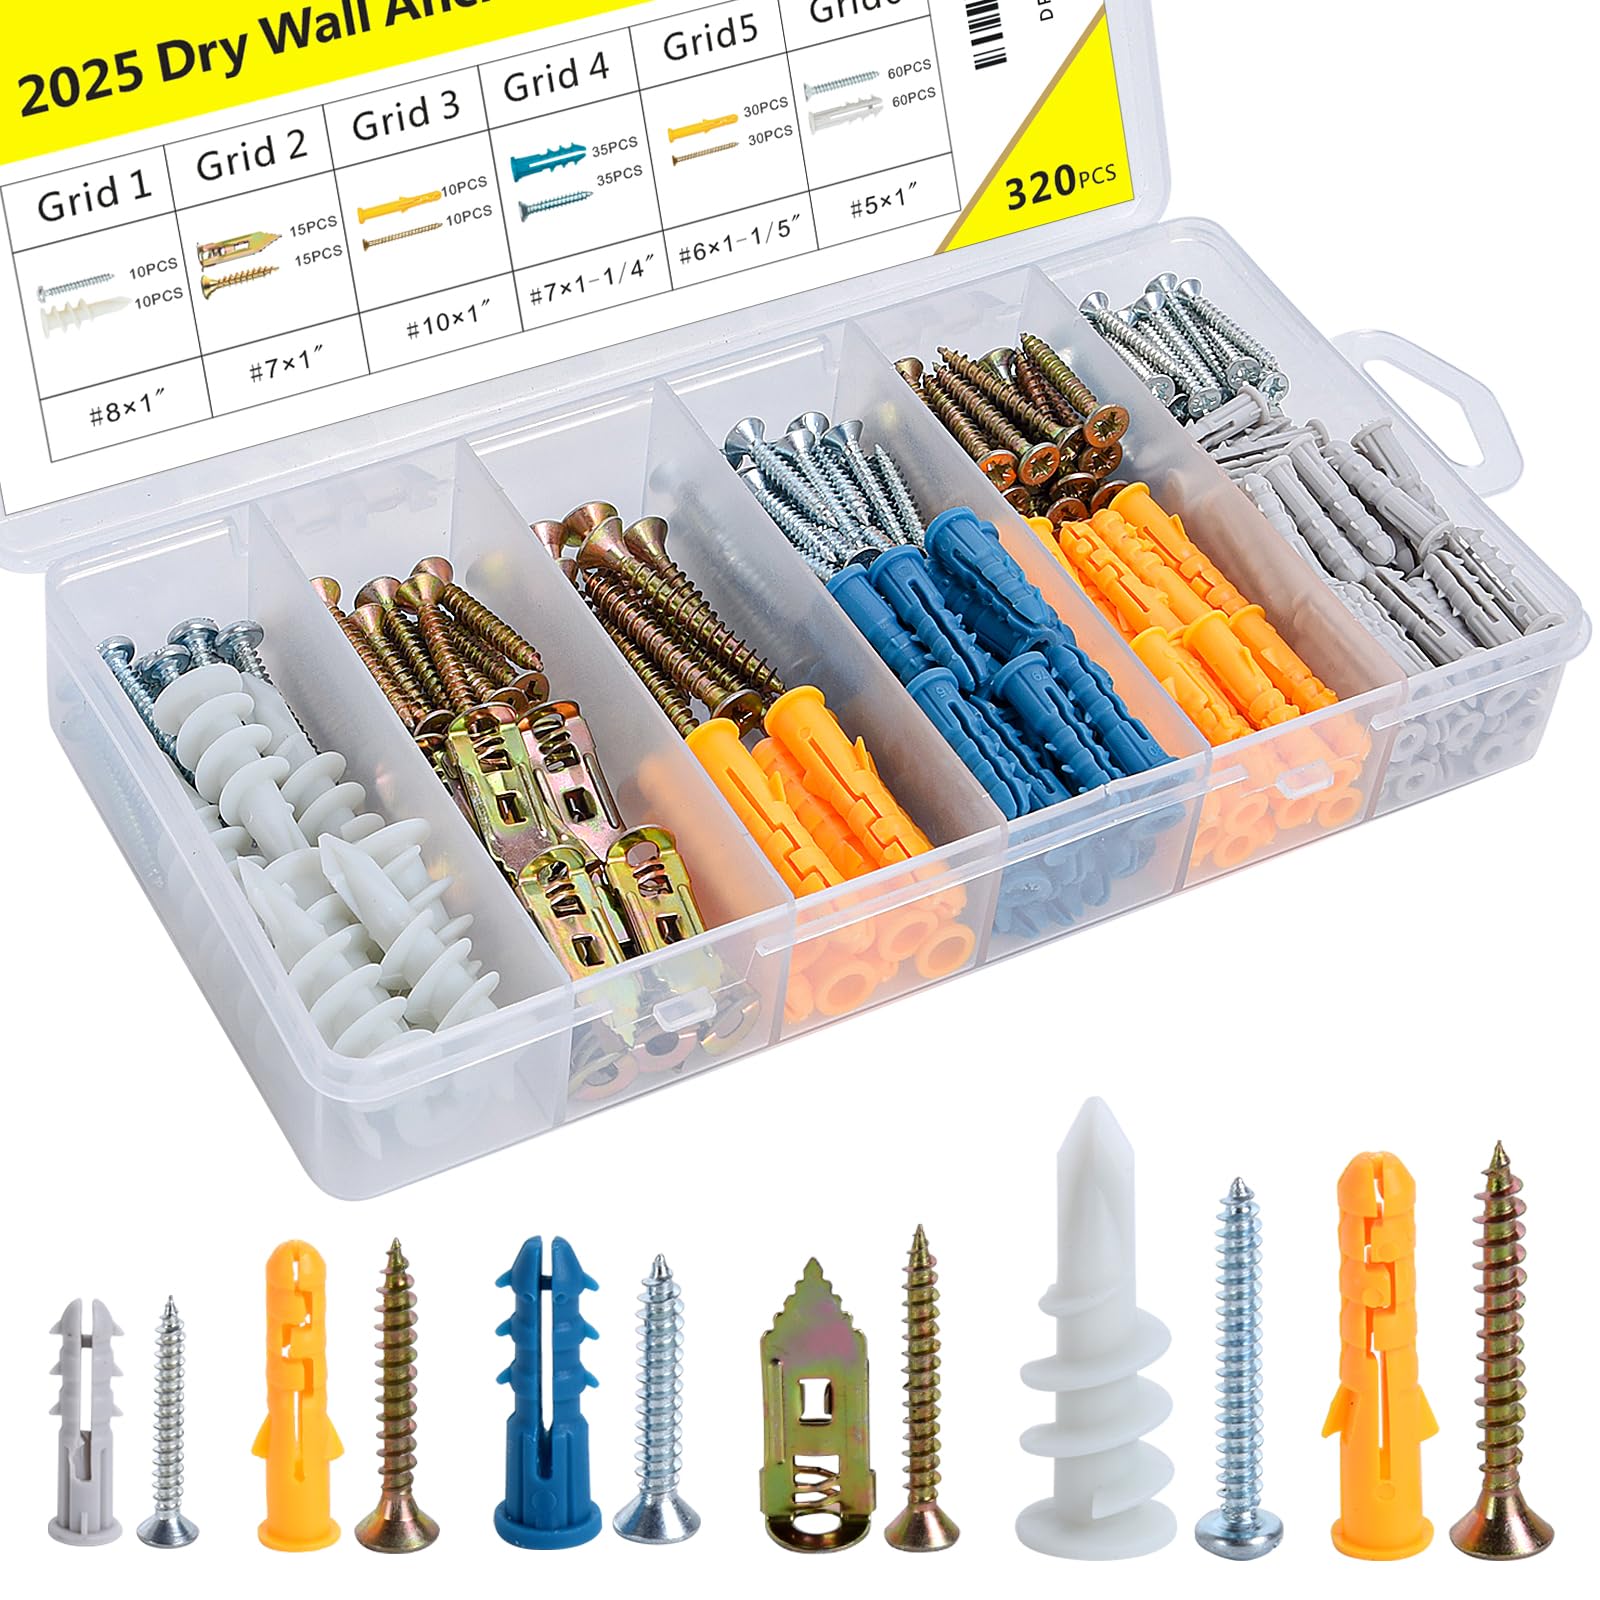 2025 Dry Wall
Grid 1
Grid 2
Grid 3
Grid 4
Grid5
10PCS
10PCS
15PCS
15PCS
10PCS
10PCS
35PCS
35PCS
30PCS
30PCS
60PCS
60PCS
#8×1″
#7×1″
#10×1″
#7×1-1/4″
#6×1-1/5″
#5×1″
320PCS